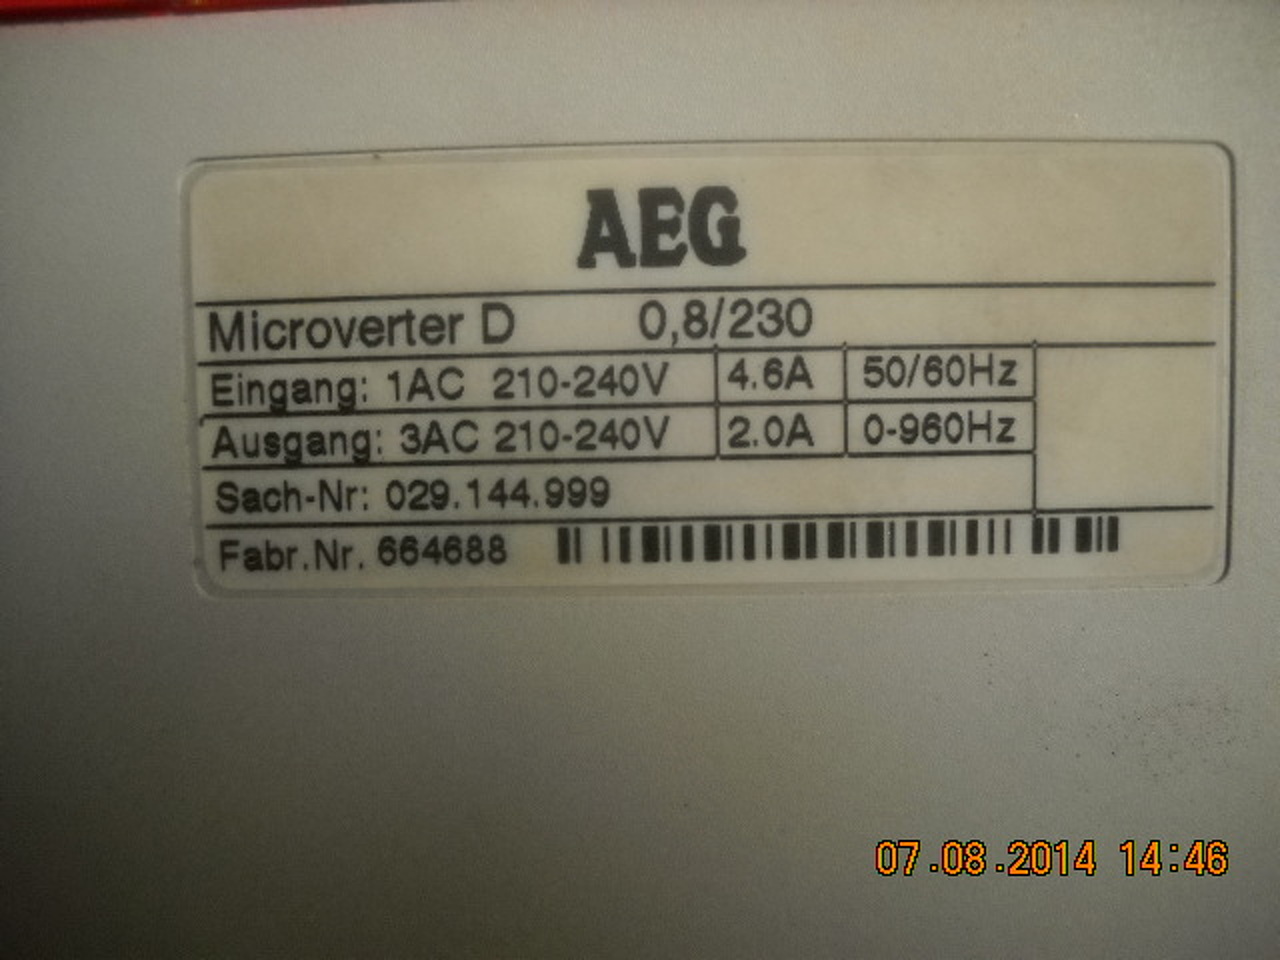 AEG
Microverter D 0,8/230
Eingang: 1AC 210-240V 4.6A 50/60Hz
Ausgang: 3AC 210-240V 2.0A 0-960Hz
Sach-Nr: 029.144.999
Fabr.Nr. 664688
07.08.2014 14:46